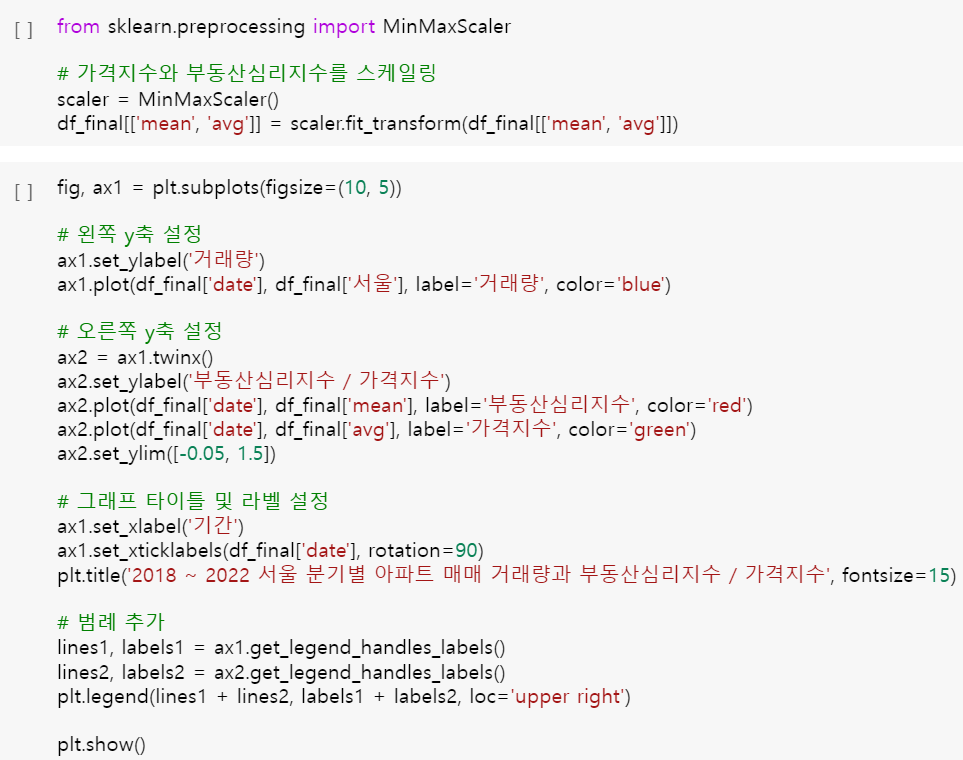 [ ] from sklearn.preprocessing import MinMaxScaler
# 가격지수와 부동산심리지수를 스케일링
scaler = MinMaxScaler()
df_final[['mean', 'avg']] = scaler.fit_transform(df_final[['mean', 'avg']])
[ ] fig, ax1 = plt.subplots(figsize=(10, 5))
# 왼쪽 y축 설정
ax1.set_ylabel('거래량')
ax1.plot(df_final['date'], df_final['서울'], label='거래량', color='blue')
# 오른쪽 y축 설정
ax2 = ax1.twinx()
ax2.set_ylabel('부동산심리지수 / 가격지수')
ax2.plot(df_final['date'], df_final['mean'], label='부동산심리지수', color='red')
ax2.plot(df_final['date'], df_final['avg'], label='가격지수', color='green')
ax2.set_ylim([-0.05, 1.5])
# 그래프 타이틀 및 라벨 설정
ax1.set_xlabel('기간')
ax1.set_xticklabels(df_final['date'], rotation=90)
plt.title('2018 ~ 2022 서울 분기별 아파트 매매 거래량과 부동산심리지수 / 가격지수', fontsize=15)
# 범례 추가
lines1, labels1 = ax1.get_legend_handles_labels()
lines2, labels2 = ax2.get_legend_handles_labels()
plt.legend(lines1 + lines2, labels1 + labels2, loc='upper right')
plt.show()